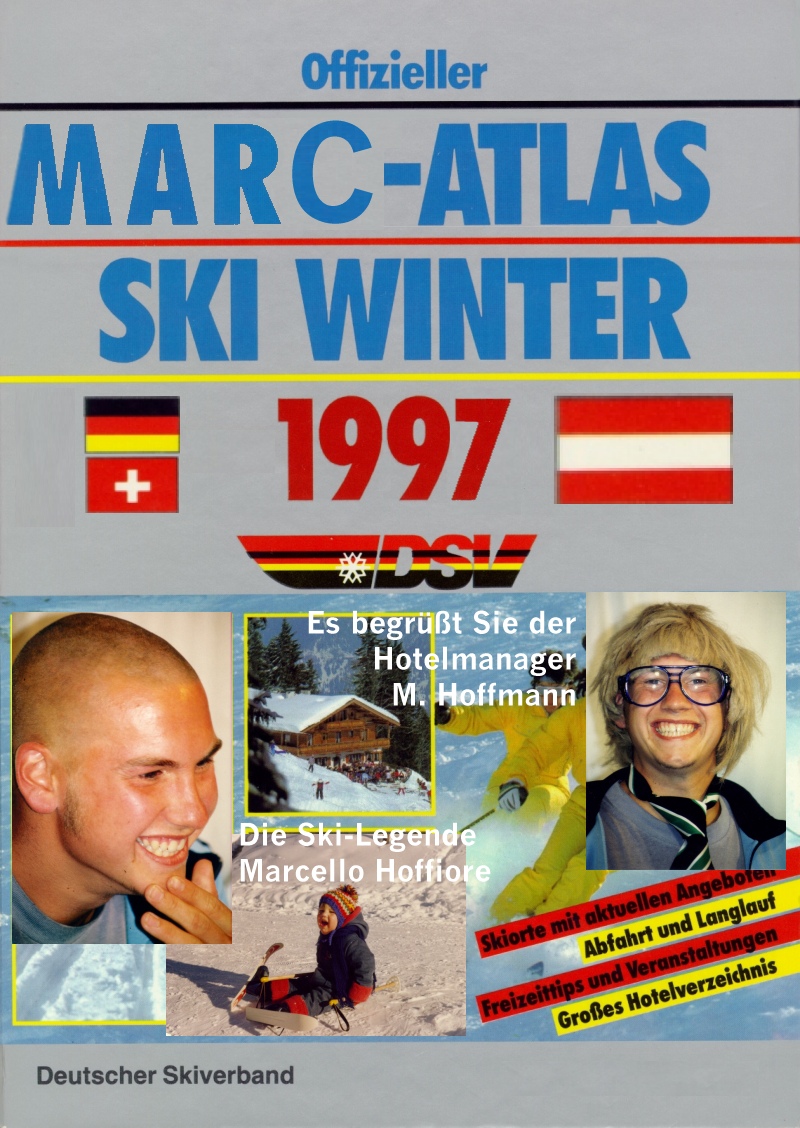 Offizieller
MARC-ATLAS
SKI WINTER
1997
DSV
Es begrüßt Sie der
Hotelmanager
M. Hoffmann
Die Ski-Legende
Marcello Hoffiore
Skiorte mit aktuellen Angeboten
Abfahrt und Langlauf
Freizeittips und Veranstaltungen
Großes Hotelverzeichnis
Deutscher Skiverband